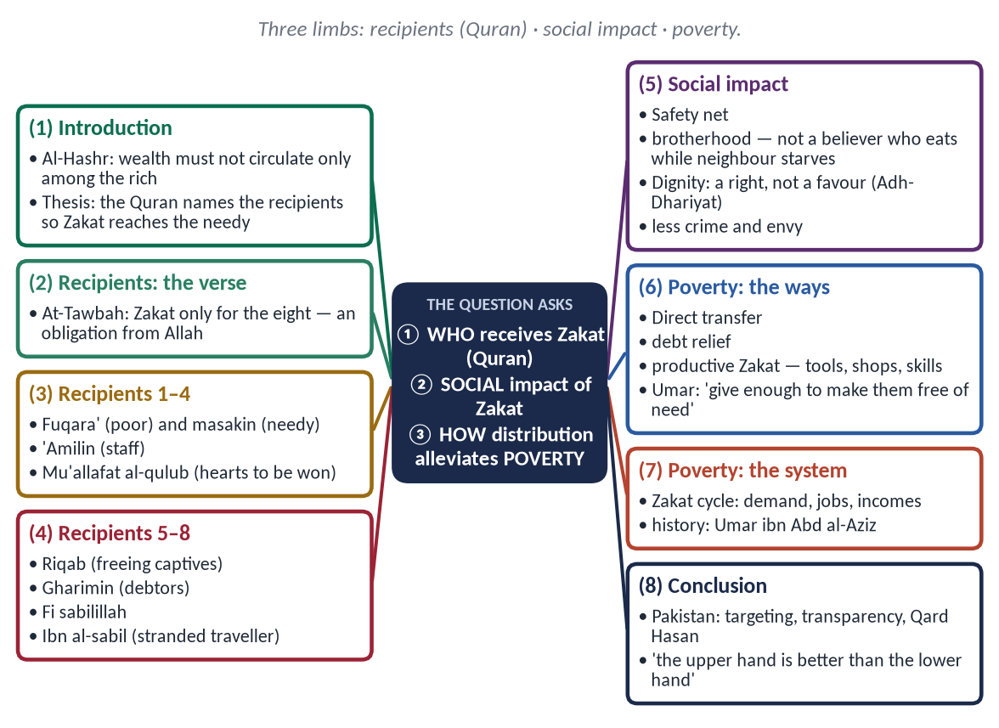 Three limbs: recipients (Quran) · social impact · poverty.
(1) Introduction
• Al-Hashr: wealth must not circulate only
among the rich
• Thesis: the Quran names the recipients
so Zakat reaches the needy
(2) Recipients: the verse
• At-Tawbah: Zakat only for the eight — an
obligation from Allah
(3) Recipients 1–4
• Fuqara' (poor) and masakin (needy)
• 'Amilin (staff)
• Mu'allafat al-qulub (hearts to be won)
(4) Recipients 5–8
• Riqab (freeing captives)
• Gharimin (debtors)
• Fi sabilillah
• Ibn al-sabil (stranded traveller)
THE QUESTION ASKS
① WHO receives Zakat
(Quran)
② SOCIAL impact of
Zakat
③ HOW distribution
alleviates POVERTY
(5) Social impact
• Safety net
• brotherhood — not a believer who eats
while neighbour starves
• Dignity: a right, not a favour (Adh-
Dhariyat)
• less crime and envy
(6) Poverty: the ways
• Direct transfer
• debt relief
• productive Zakat — tools, shops, skills
• Umar: 'give enough to make them free of
need'
(7) Poverty: the system
• Zakat cycle: demand, jobs, incomes
• history: Umar ibn Abd al-Aziz
(8) Conclusion
• Pakistan: targeting, transparency, Qard
Hasan
• 'the upper hand is better than the lower
hand'